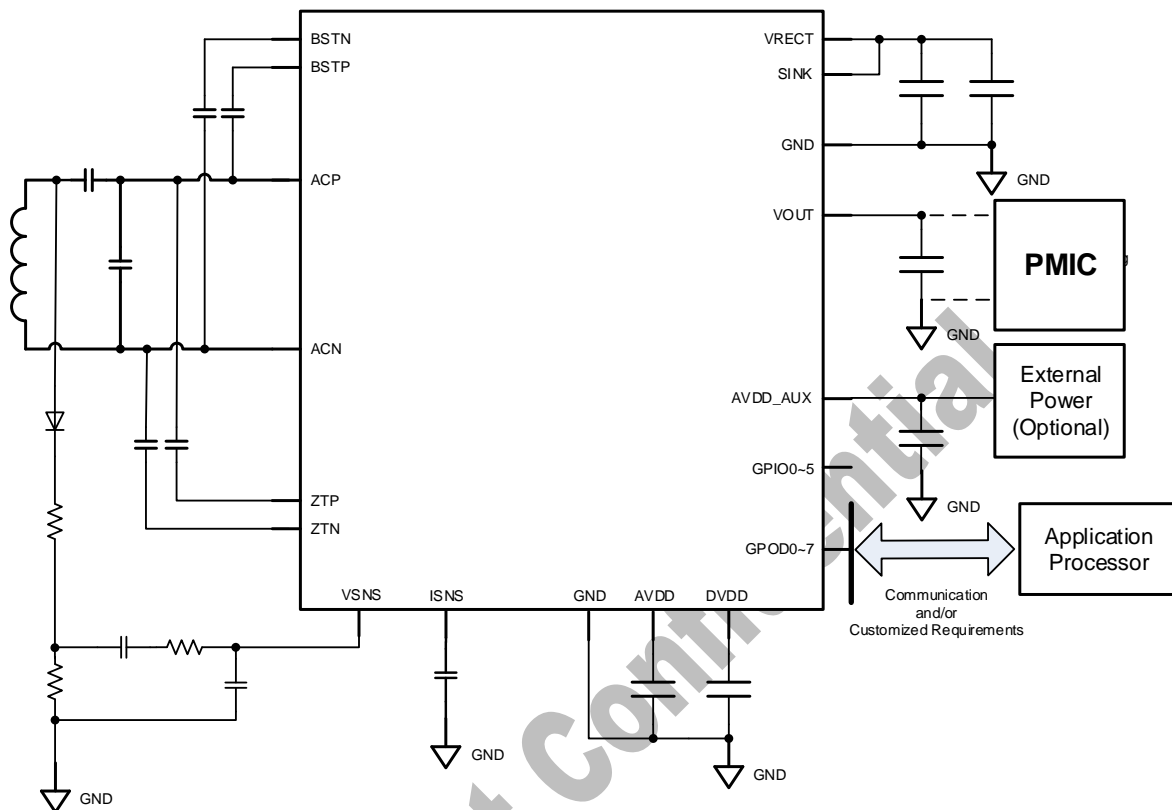 BSTN
BSTP
ACP
ACN
ZTP
ZTN
VSNS
ISNS
GND
AVDD
DVDD
VRECT
SINK
GND
VOUT
AVDD_AUX
GPIO0~5
GPOD0~7
GND
PMIC
GND
External
Power
(Optional)
GND
Application
Processor
Communication
and/or
Customized Requirements
GND
GND
GND